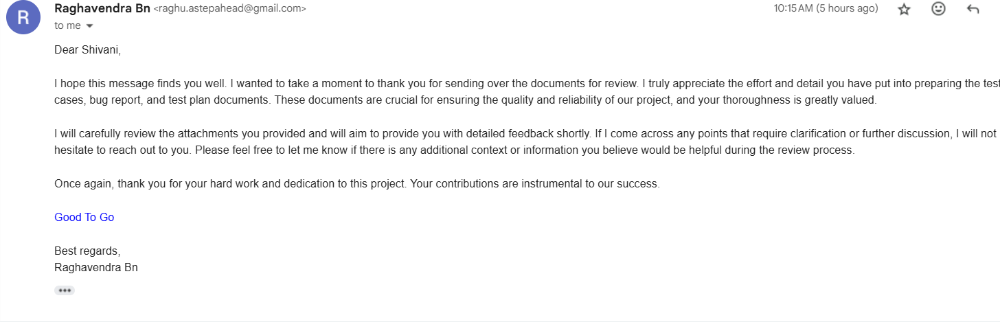 R
Raghavendra Bn <raghu.astepahead@gmail.com> 10:15 AM (5 hours ago)
to me
Dear Shivani,
I hope this message finds you well. I wanted to take a moment to thank you for sending over the documents for review. I truly appreciate the effort and detail you have put into preparing the test
cases, bug report, and test plan documents. These documents are crucial for ensuring the quality and reliability of our project, and your thoroughness is greatly valued.
I will carefully review the attachments you provided and will aim to provide you with detailed feedback shortly. If I come across any points that require clarification or further discussion, I will not
hesitate to reach out to you. Please feel free to let me know if there is any additional context or information you believe would be helpful during the review process.
Once again, thank you for your hard work and dedication to this project. Your contributions are instrumental to our success.
Good To Go
Best regards,
Raghavendra Bn